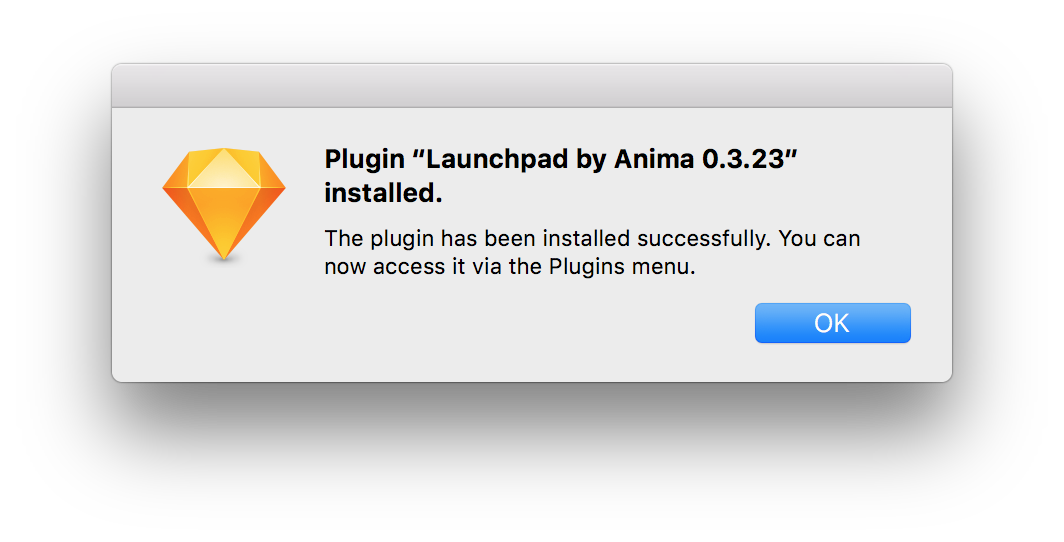 Plugin “Launchpad by Anima 0.3.23”
installed.
The plugin has been installed successfully. You can
now access it via the Plugins menu.
OK